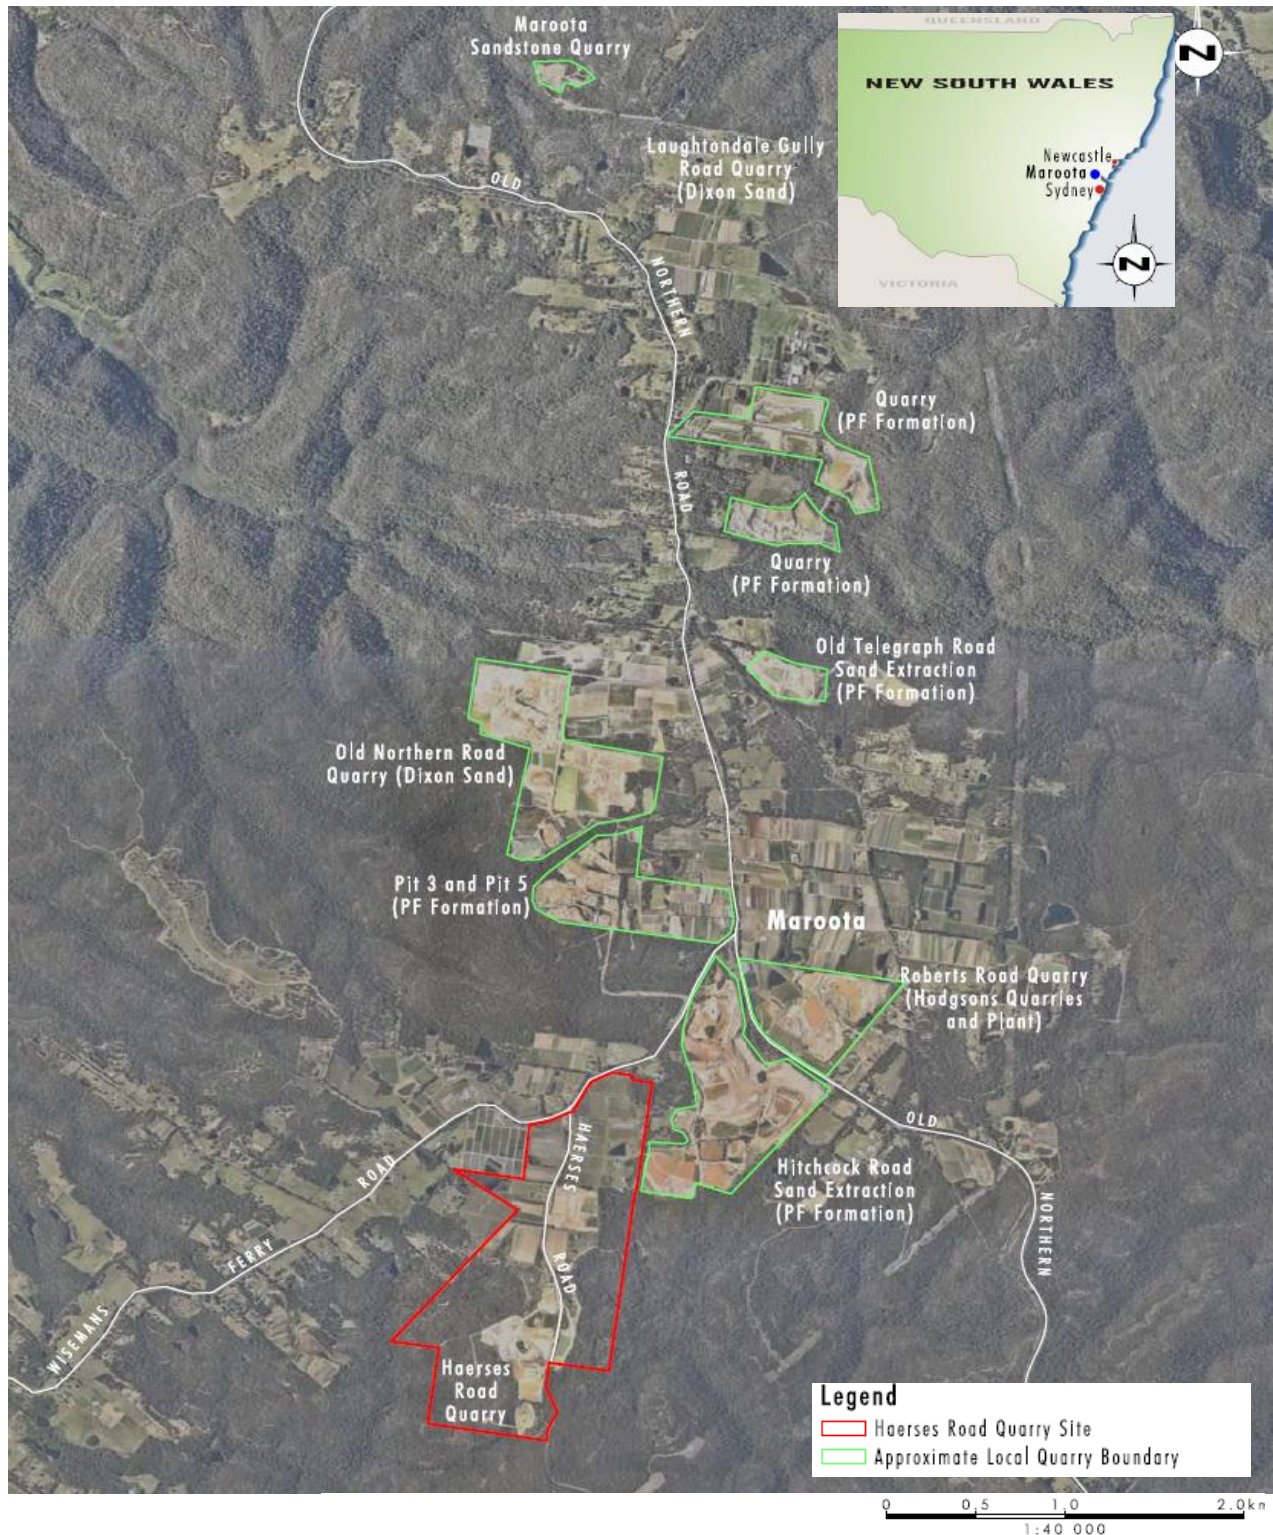 Maroota
Sandstone Quarry
QUEENSLAND
N
NEW SOUTH WALES
Newcastle
Maroota
Sydney
N
VICTORIA
Laughtondale Gully
Road Quarry
(Dixon Sand)
OLD
NORTHERN
ROAD
Quarry
(PF Formation)
Quarry
(PF Formation)
Old Telegraph Road
Sand Extraction
(PF Formation)
Old Northern Road
Quarry (Dixon Sand)
Pit 3 and Pit 5
(PF Formation)
Maroota
Roberts Road Quarry
(Hodgsons Quarries
and Plant)
OLD
NORTHERN
HAERSES
ROAD
Hitchcock Road
Sand Extraction
(PF Formation)
WISEMANS
FERRY
ROAD
Haerses
Road
Quarry
Legend
Haerses Road Quarry Site
Approximate Local Quarry Boundary
0 0.5 1.0 2.0km
1:40 000